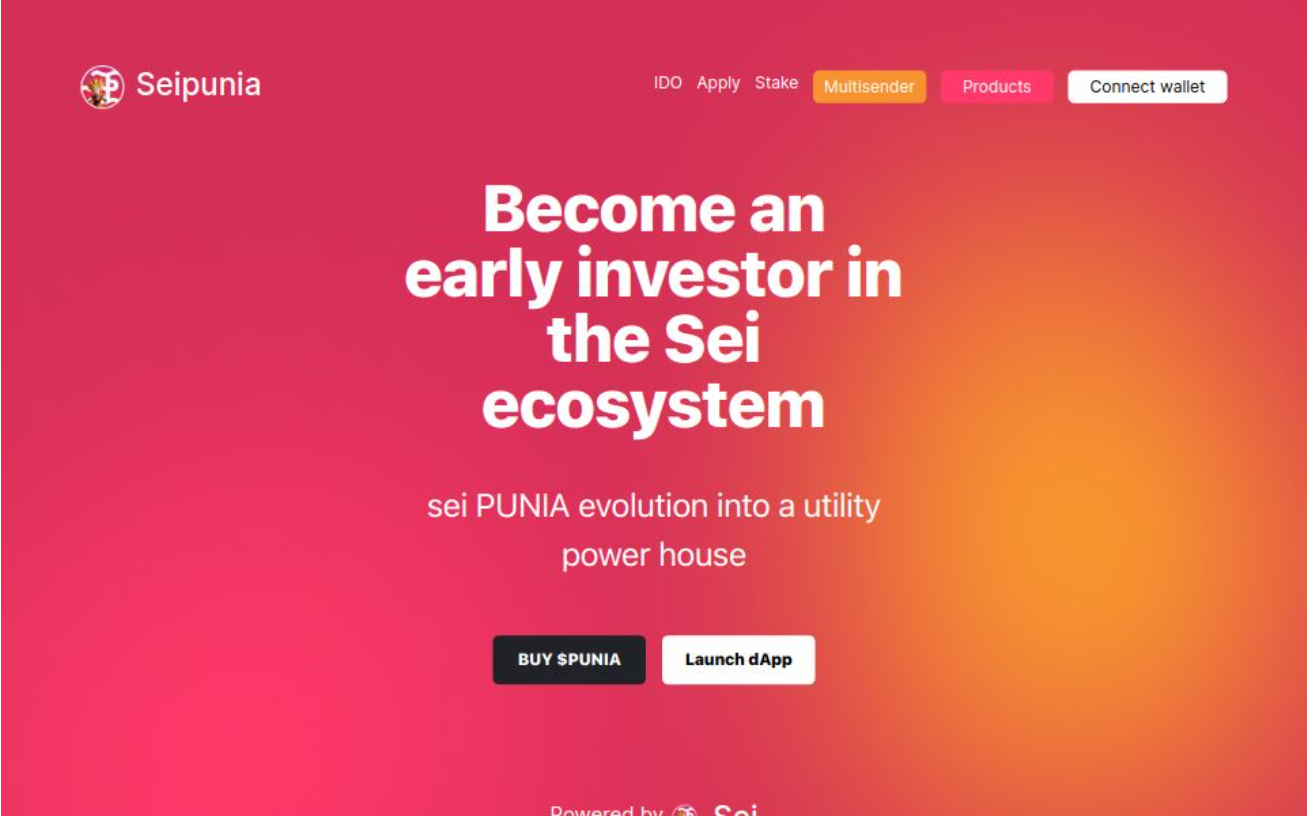 Seipunia
IDO Apply Stake Multisender Products Connect wallet
Become an
early investor in
the Sei
ecosystem
sei PUNIA evolution into a utility
power house
BUY $PUNIA Launch dApp
Powered by Sei